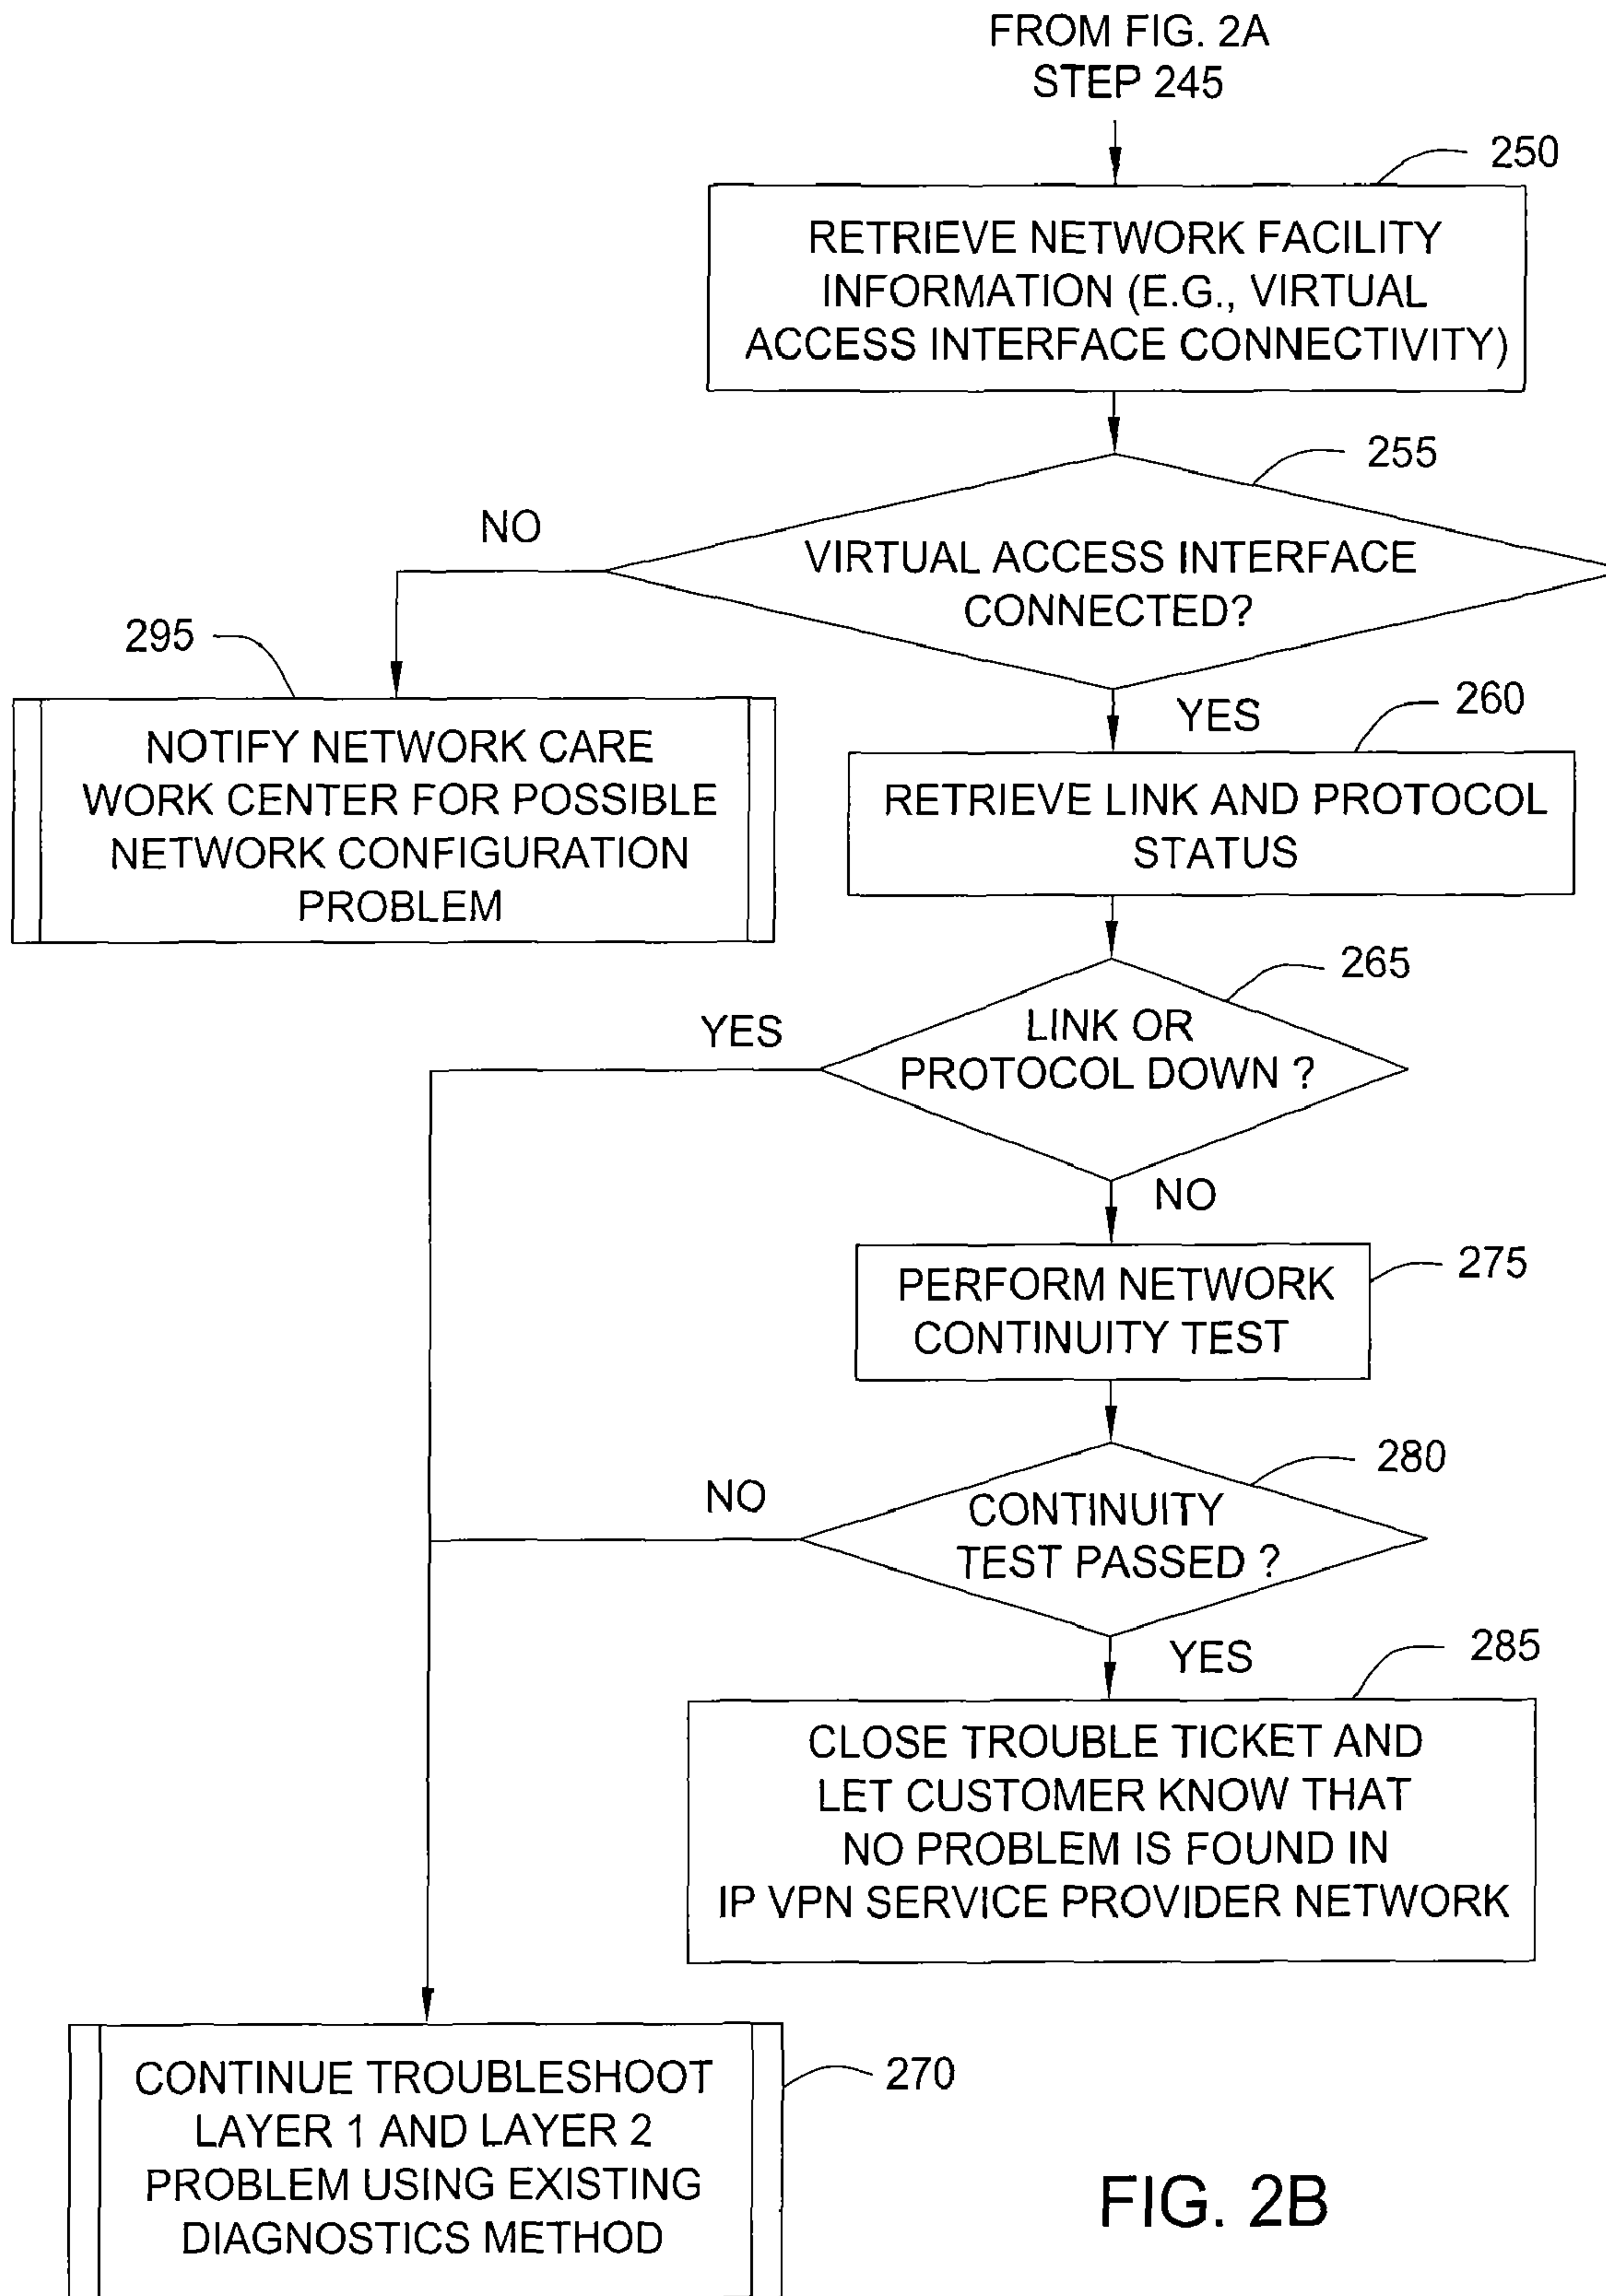 FROM FIG. 2A
STEP 245
250
RETRIEVE NETWORK FACILITY
INFORMATION (E.G., VIRTUAL
ACCESS INTERFACE CONNECTIVITY)
255
NO
VIRTUAL ACCESS INTERFACE
CONNECTED?
295
YES
260
NOTIFY NETWORK CARE
WORK CENTER FOR POSSIBLE
NETWORK CONFIGURATION
PROBLEM
RETRIEVE LINK AND PROTOCOL
STATUS
265
YES
LINK OR
PROTOCOL DOWN ?
NO
275
PERFORM NETWORK
CONTINUITY TEST
280
NO
CONTINUITY
TEST PASSED ?
YES
285
CLOSE TROUBLE TICKET AND
LET CUSTOMER KNOW THAT
NO PROBLEM IS FOUND IN
IP VPN SERVICE PROVIDER NETWORK
270
CONTINUE TROUBLESHOOT
LAYER 1 AND LAYER 2
PROBLEM USING EXISTING
DIAGNOSTICS METHOD
FIG. 2B